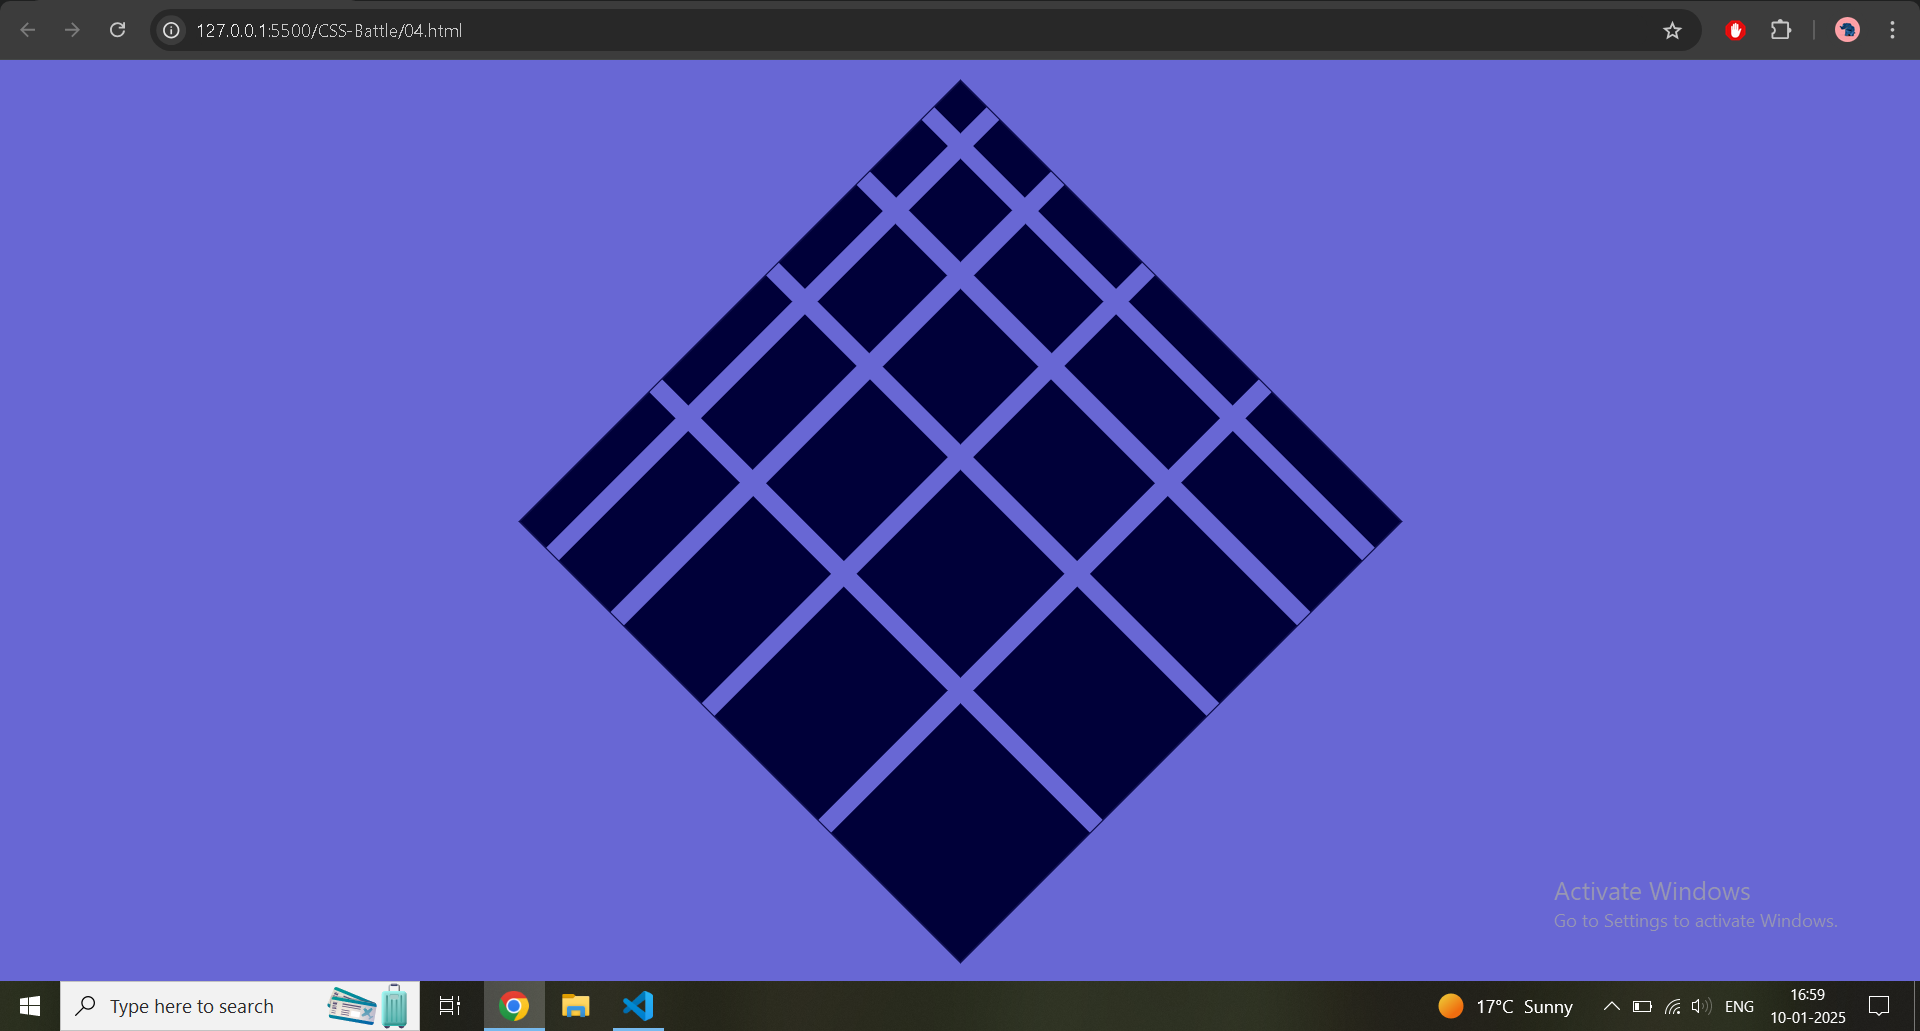 127.0.0.1:5500/CSS-Battle/04.html
Activate Windows
Go to Settings to activate Windows.
Type here to search
17°C Sunny
ENG
16:59
10-01-2025